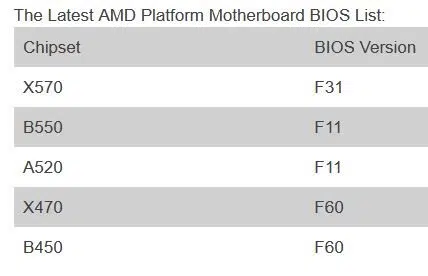 The Latest AMD Platform Motherboard BIOS List:
Chipset BIOS Version
X570 F31
B550 F11
A520 F11
X470 F60
B450 F60